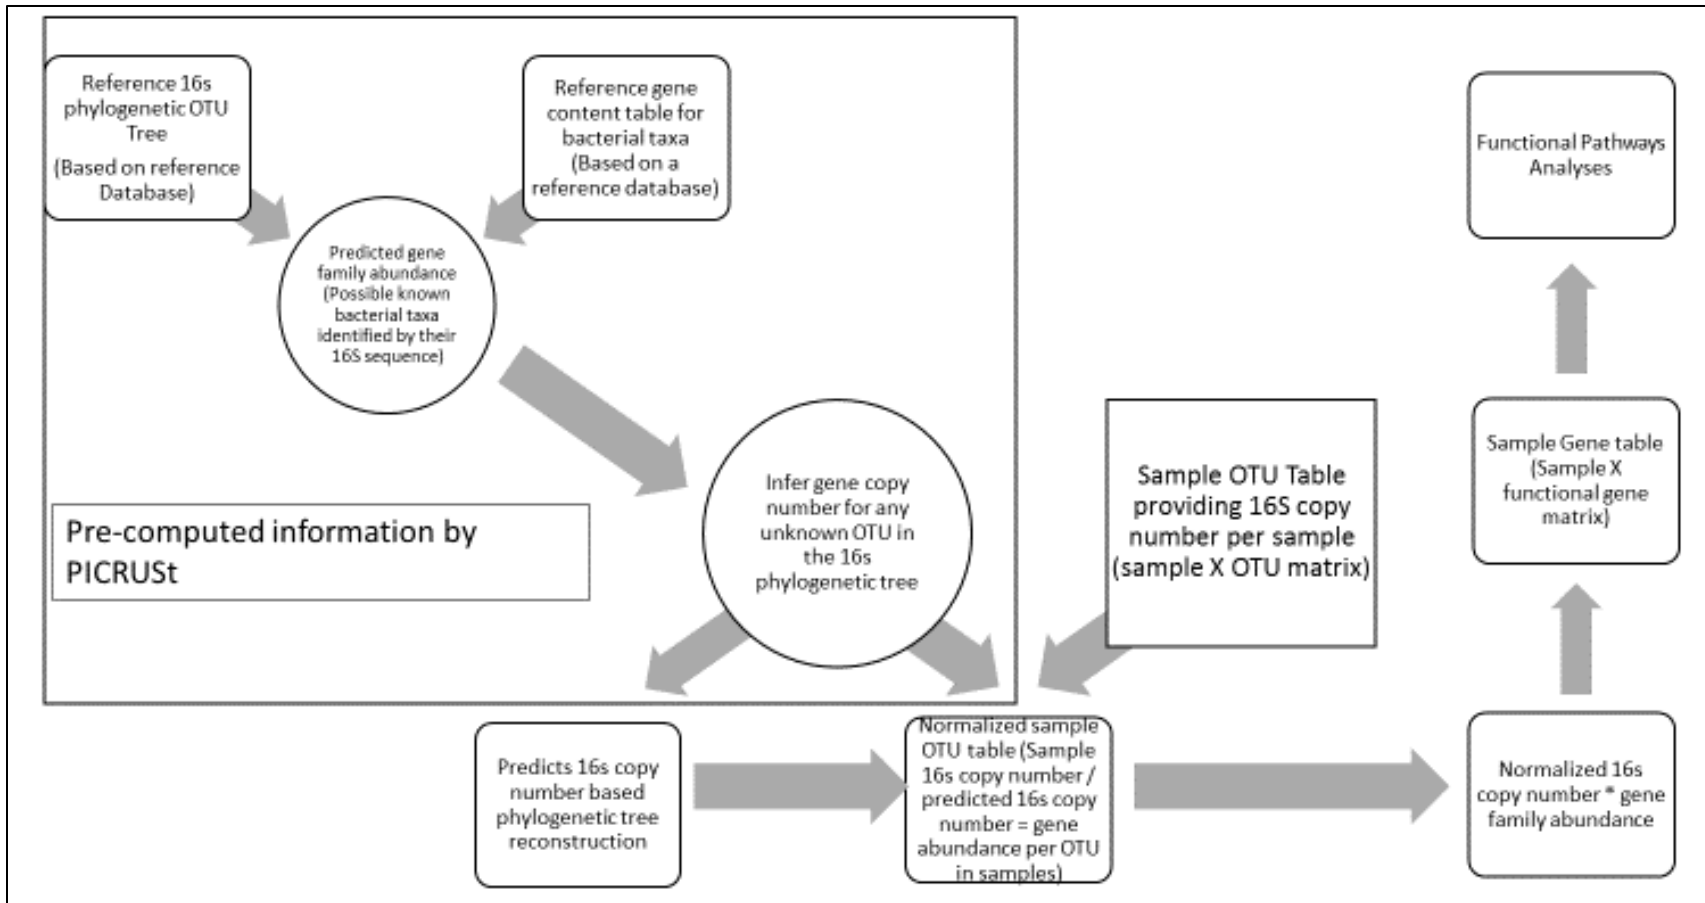 Reference 16s
phylogenetic OTU
Tree
(Based on reference
Database)
Reference gene
content table for
bacterial taxa
(Based on a
reference database)
Predicted gene
family abundance
(Possible known
bacterial taxa
identified by their
16S sequence)
Infer gene copy
number for any
unknown OTU in
the 16s
phylogenetic tree
Pre-computed information by
PICRUSt
Sample OTU Table
providing 16S copy
number per sample
(sample X OTU matrix)
Predicts 16s copy
number based
phylogenetic tree
reconstruction
Normalized sample
OTU table (Sample
16s copy number /
predicted 16s copy
number = gene
abundance per OTU
in samples)
Normalized 16s
copy number * gene
family abundance
Sample Gene table
(Sample X
functional gene
matrix)
Functional Pathways
Analyses